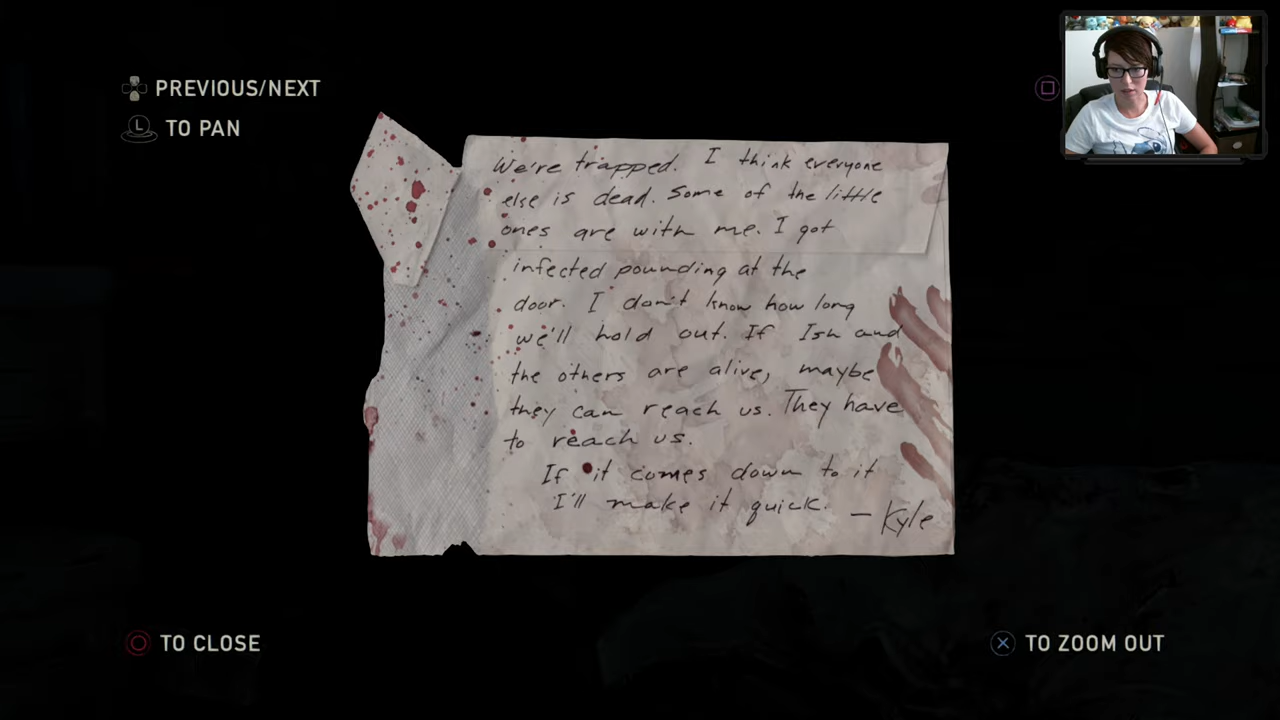 PREVIOUS/NEXT
L TO PAN
We're trapped. I think everyone
else is dead. Some of the little
ones are with me. I got
infected pounding at the
door. I don't know how long
we'll hold out. If Ish and
the others are alive, maybe
they can reach us. They have
to reach us.
If it comes down to it
I'll make it quick. – Kyle
TO CLOSE
TO ZOOM OUT